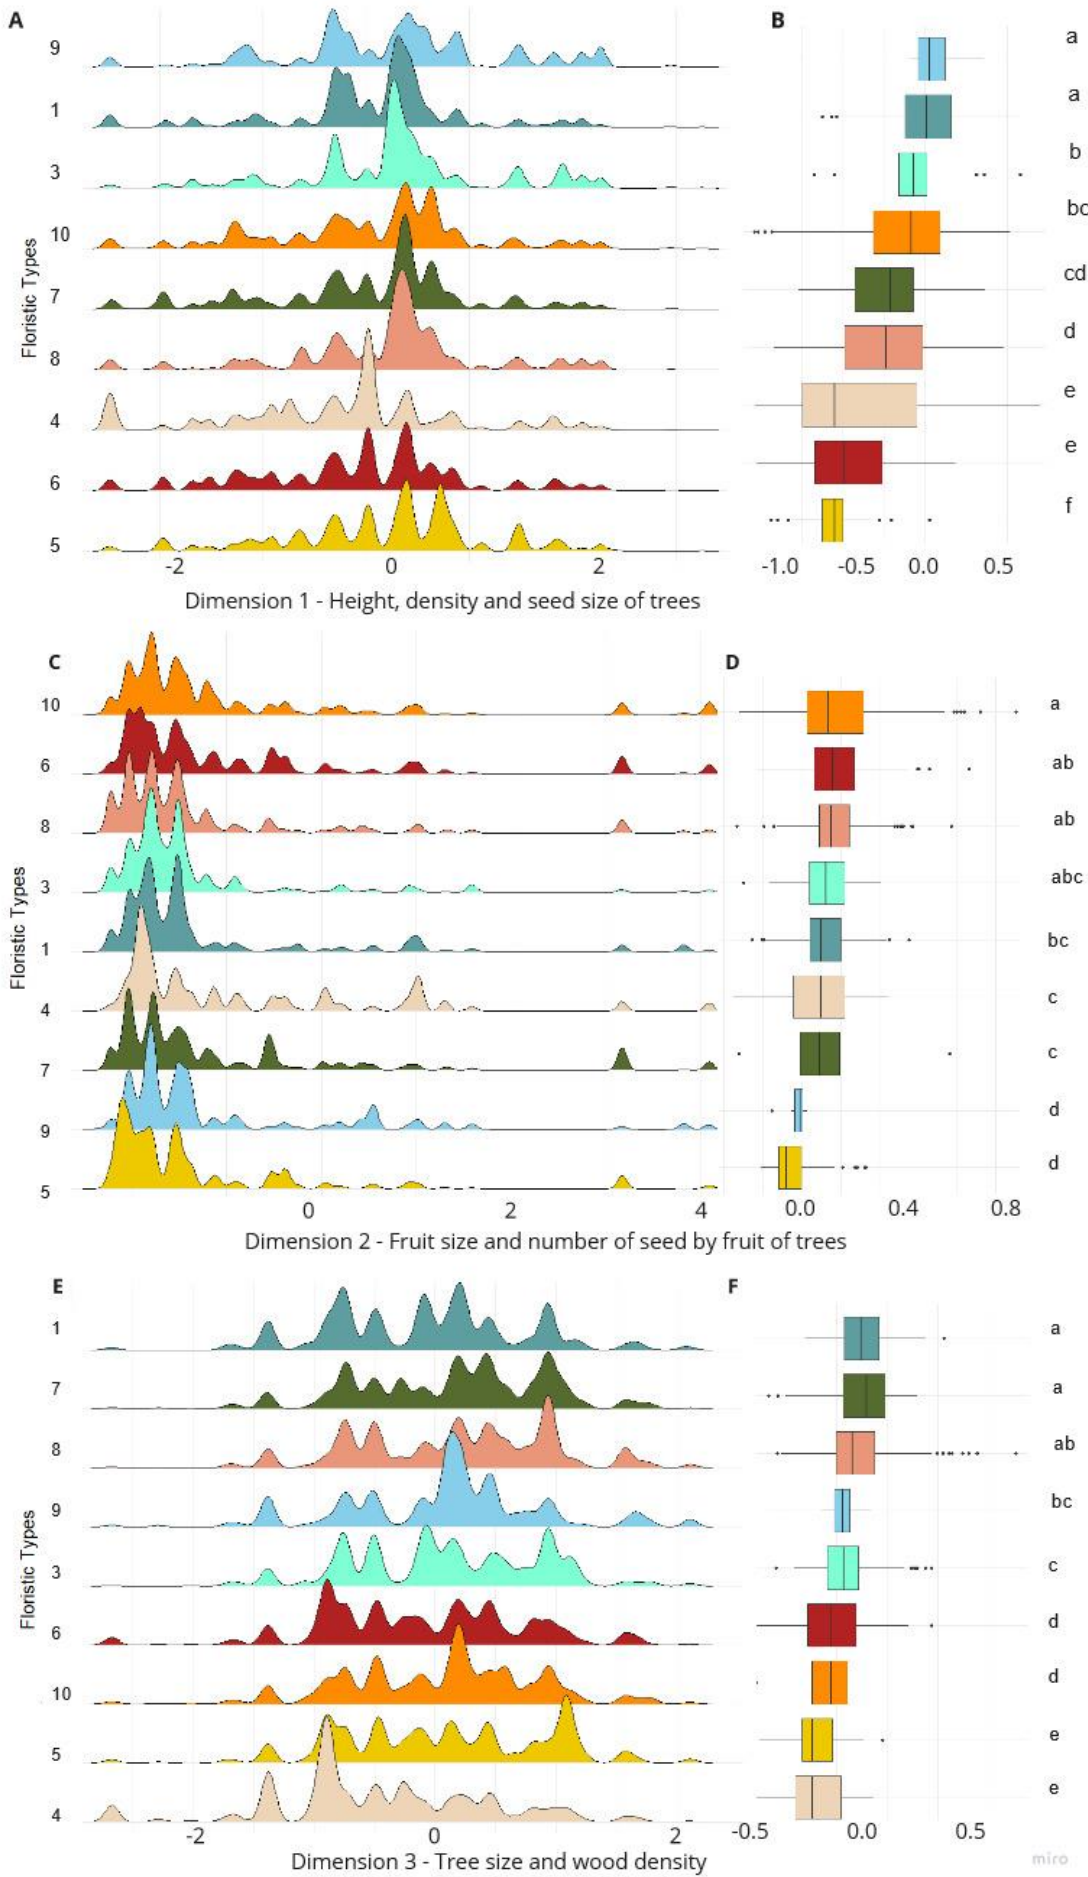 A
B
9
a
1
a
3
b
10
bc
7
cd
8
d
4
e
6
e
5
f
Floristic Types
-2 0 2
-1.0 -0.5 0.0 0.5
Dimension 1 - Height, density and seed size of trees
C
D
10
a
6
ab
8
ab
3
abc
1
bc
4
c
7
c
9
d
5
d
Floristic Types
0 2 4
0.0 0.4 0.8
Dimension 2 - Fruit size and number of seed by fruit of trees
E
F
1
a
7
a
8
ab
9
bc
3
c
6
d
10
d
5
e
4
e
Floristic Types
-2 0 2
-0.5 0.0 0.5
Dimension 3 - Tree size and wood density
miro